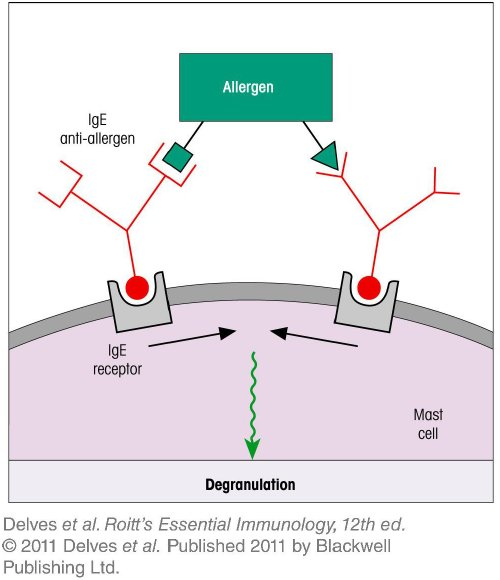 Allergen
IgE
anti-allergen
IgE
receptor
Mast
cell
Degranulation
Delves et al. Roitt's Essential Immunology, 12th ed.
© 2011 Delves et al. Published 2011 by Blackwell
Publishing Ltd.